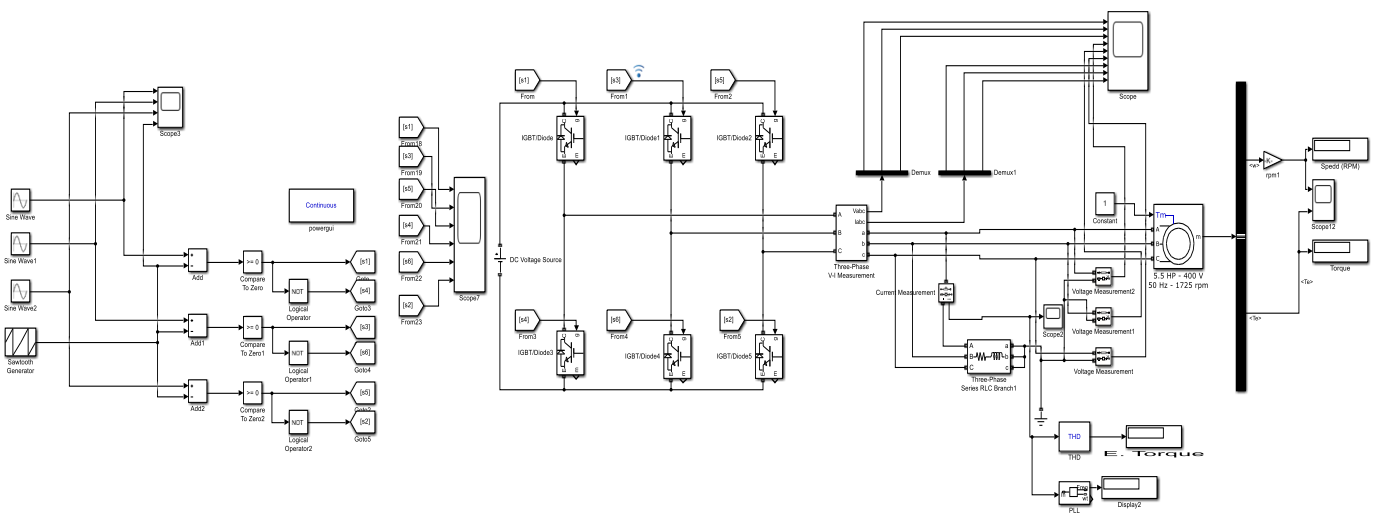 Scope3
Sine Wave
Sine Wave1
Sine Wave2
Sawtooth
Generator
Continuous
powergui
Add
Add1
Add2
>= 0
Compare
To Zero
>= 0
Compare
To Zero1
>= 0
Compare
To Zero2
NOT
Logical
Operator
NOT
Logical
Operator1
NOT
Logical
Operator2
[s1]
Goto
[s4]
Goto3
[s3]
[s6]
Goto4
[s5]
Goto2
[s2]
Goto5
[s1]
From18
[s3]
From19
[s5]
From20
[s4]
From21
[s6]
From22
[s2]
From23
Scope7
[s1]
From
[s3]
From1
[s5]
From2
IGBT/Diode
IGBT/Diode1
IGBT/Diode2
DC Voltage Source
[s4]
From3
[s6]
From4
[s2]
From5
IGBT/Diode3
IGBT/Diode4
IGBT/Diode5
A
B
C
Vabc
Iabc
a
b
c
Three-Phase
V-I Measurement
Demux
Demux1
Scope
Current Measurement
A
B
C
a
b
c
Three-Phase
Series RLC Branch1
Scope2
1
Constant
Voltage Measurement2
Voltage Measurement1
Voltage Measurement
Tm
A
B
C
m
5.5 HP - 400 V
50 Hz - 1725 rpm
THD
THD
E. Torque
Freq
wt
PLL
Display2
<w>
-K-
rpm1
Spedd (RPM)
Scope12
Torque
<Te>
<Te>